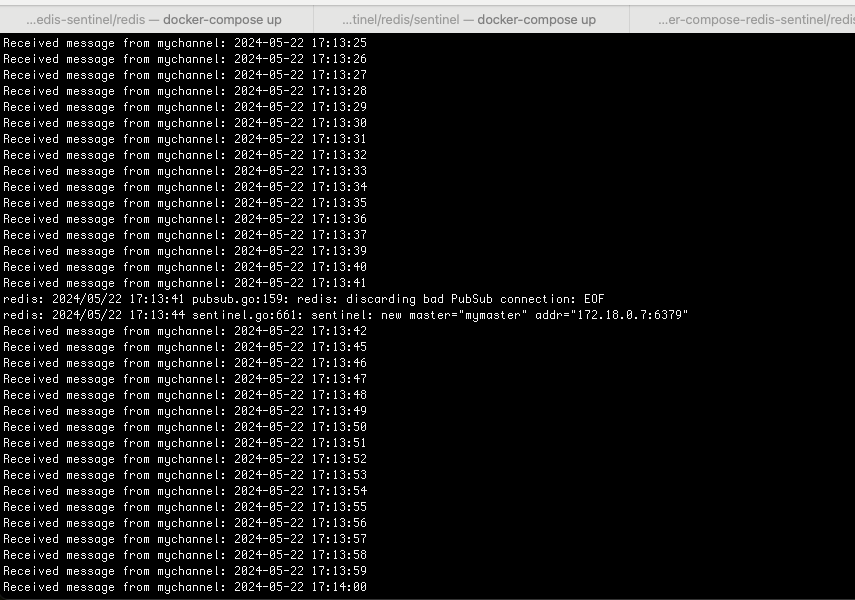 ...edis-sentinel/redis — docker-compose up
...tinel/redis/sentinel — docker-compose up
...er-compose-redis-sentinel/redis
Received message from mychannel: 2024-05-22 17:13:25
Received message from mychannel: 2024-05-22 17:13:26
Received message from mychannel: 2024-05-22 17:13:27
Received message from mychannel: 2024-05-22 17:13:28
Received message from mychannel: 2024-05-22 17:13:29
Received message from mychannel: 2024-05-22 17:13:30
Received message from mychannel: 2024-05-22 17:13:31
Received message from mychannel: 2024-05-22 17:13:32
Received message from mychannel: 2024-05-22 17:13:33
Received message from mychannel: 2024-05-22 17:13:34
Received message from mychannel: 2024-05-22 17:13:35
Received message from mychannel: 2024-05-22 17:13:36
Received message from mychannel: 2024-05-22 17:13:37
Received message from mychannel: 2024-05-22 17:13:39
Received message from mychannel: 2024-05-22 17:13:40
Received message from mychannel: 2024-05-22 17:13:41
redis: 2024/05/22 17:13:41 pubsub.go:159: redis: discarding bad PubSub connection: EOF
redis: 2024/05/22 17:13:44 sentinel.go:661: sentinel: new master="mymaster" addr="172.18.0.7:6379"
Received message from mychannel: 2024-05-22 17:13:42
Received message from mychannel: 2024-05-22 17:13:45
Received message from mychannel: 2024-05-22 17:13:46
Received message from mychannel: 2024-05-22 17:13:47
Received message from mychannel: 2024-05-22 17:13:48
Received message from mychannel: 2024-05-22 17:13:49
Received message from mychannel: 2024-05-22 17:13:50
Received message from mychannel: 2024-05-22 17:13:51
Received message from mychannel: 2024-05-22 17:13:52
Received message from mychannel: 2024-05-22 17:13:53
Received message from mychannel: 2024-05-22 17:13:54
Received message from mychannel: 2024-05-22 17:13:55
Received message from mychannel: 2024-05-22 17:13:56
Received message from mychannel: 2024-05-22 17:13:57
Received message from mychannel: 2024-05-22 17:13:58
Received message from mychannel: 2024-05-22 17:13:59
Received message from mychannel: 2024-05-22 17:14:00